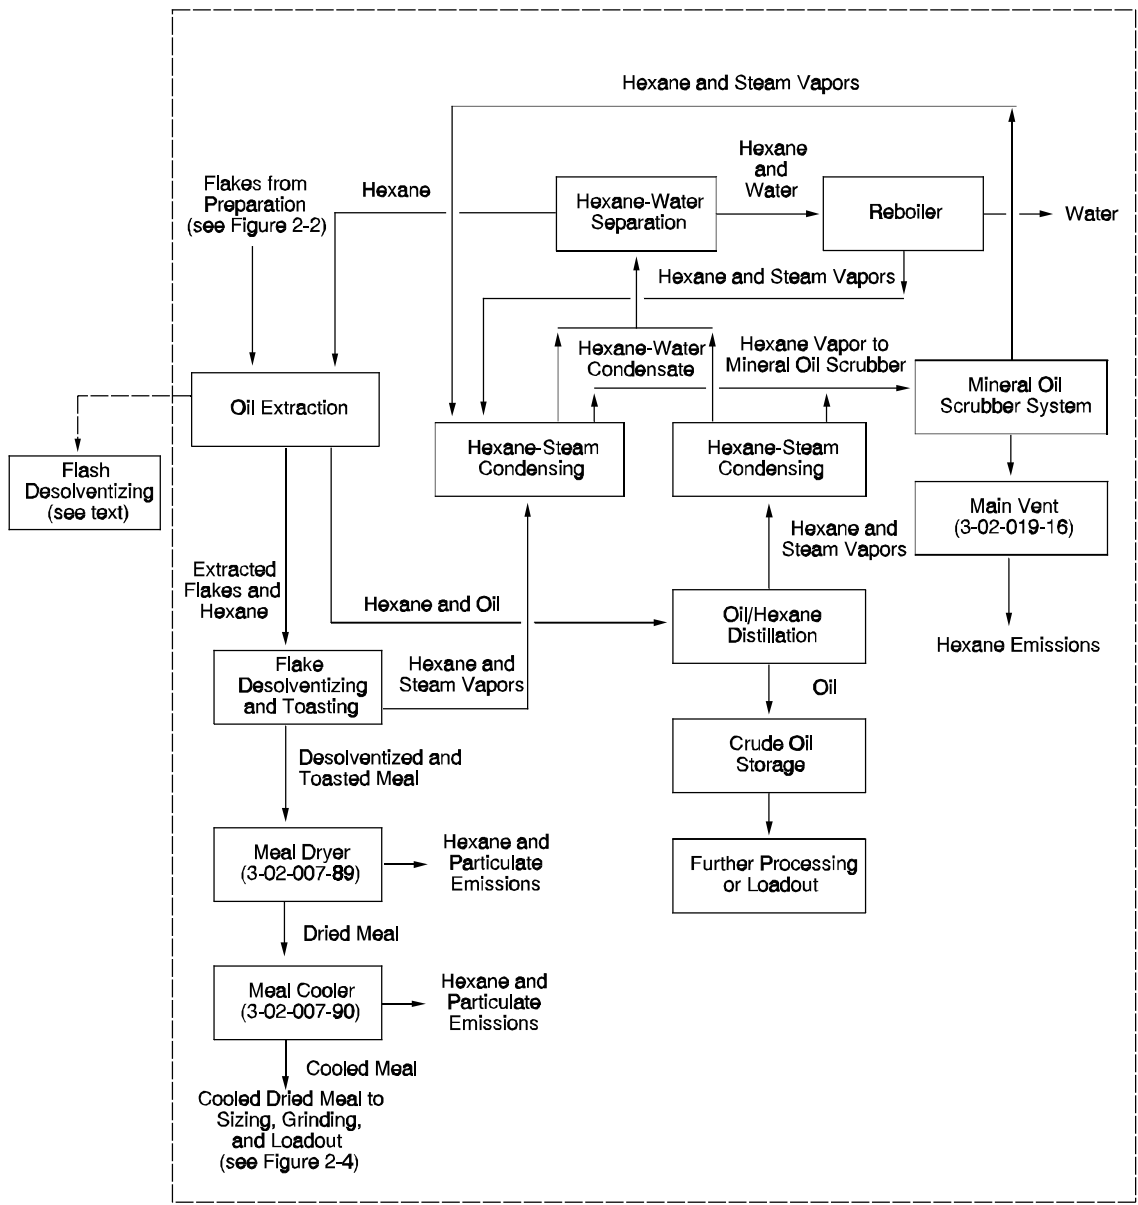 Hexane and Steam Vapors
Flakes from
Preparation
(see Figure 2-2)
Hexane
Hexane-Water
Separation
Hexane
and
Water
Reboiler
Water
Hexane and Steam Vapors
Hexane-Water
Condensate
Hexane Vapor to
Mineral Oil Scrubber
Mineral Oil
Scrubber System
Oil Extraction
Flash
Desolventizing
(see text)
Hexane-Steam
Condensing
Hexane-Steam
Condensing
Main Vent
(3-02-019-16)
Hexane and
Steam Vapors
Extracted
Flakes and
Hexane
Hexane and Oil
Oil/Hexane
Distillation
Hexane Emissions
Flake
Desolventizing
and Toasting
Hexane and
Steam Vapors
Oil
Crude Oil
Storage
Desolventized and
Toasted Meal
Meal Dryer
(3-02-007-89)
Hexane and
Particulate
Emissions
Further Processing
or Loadout
Dried Meal
Meal Cooler
(3-02-007-90)
Hexane and
Particulate
Emissions
Cooled Meal
Cooled Dried Meal to
Sizing, Grinding,
and Loadout
(see Figure 2-4)